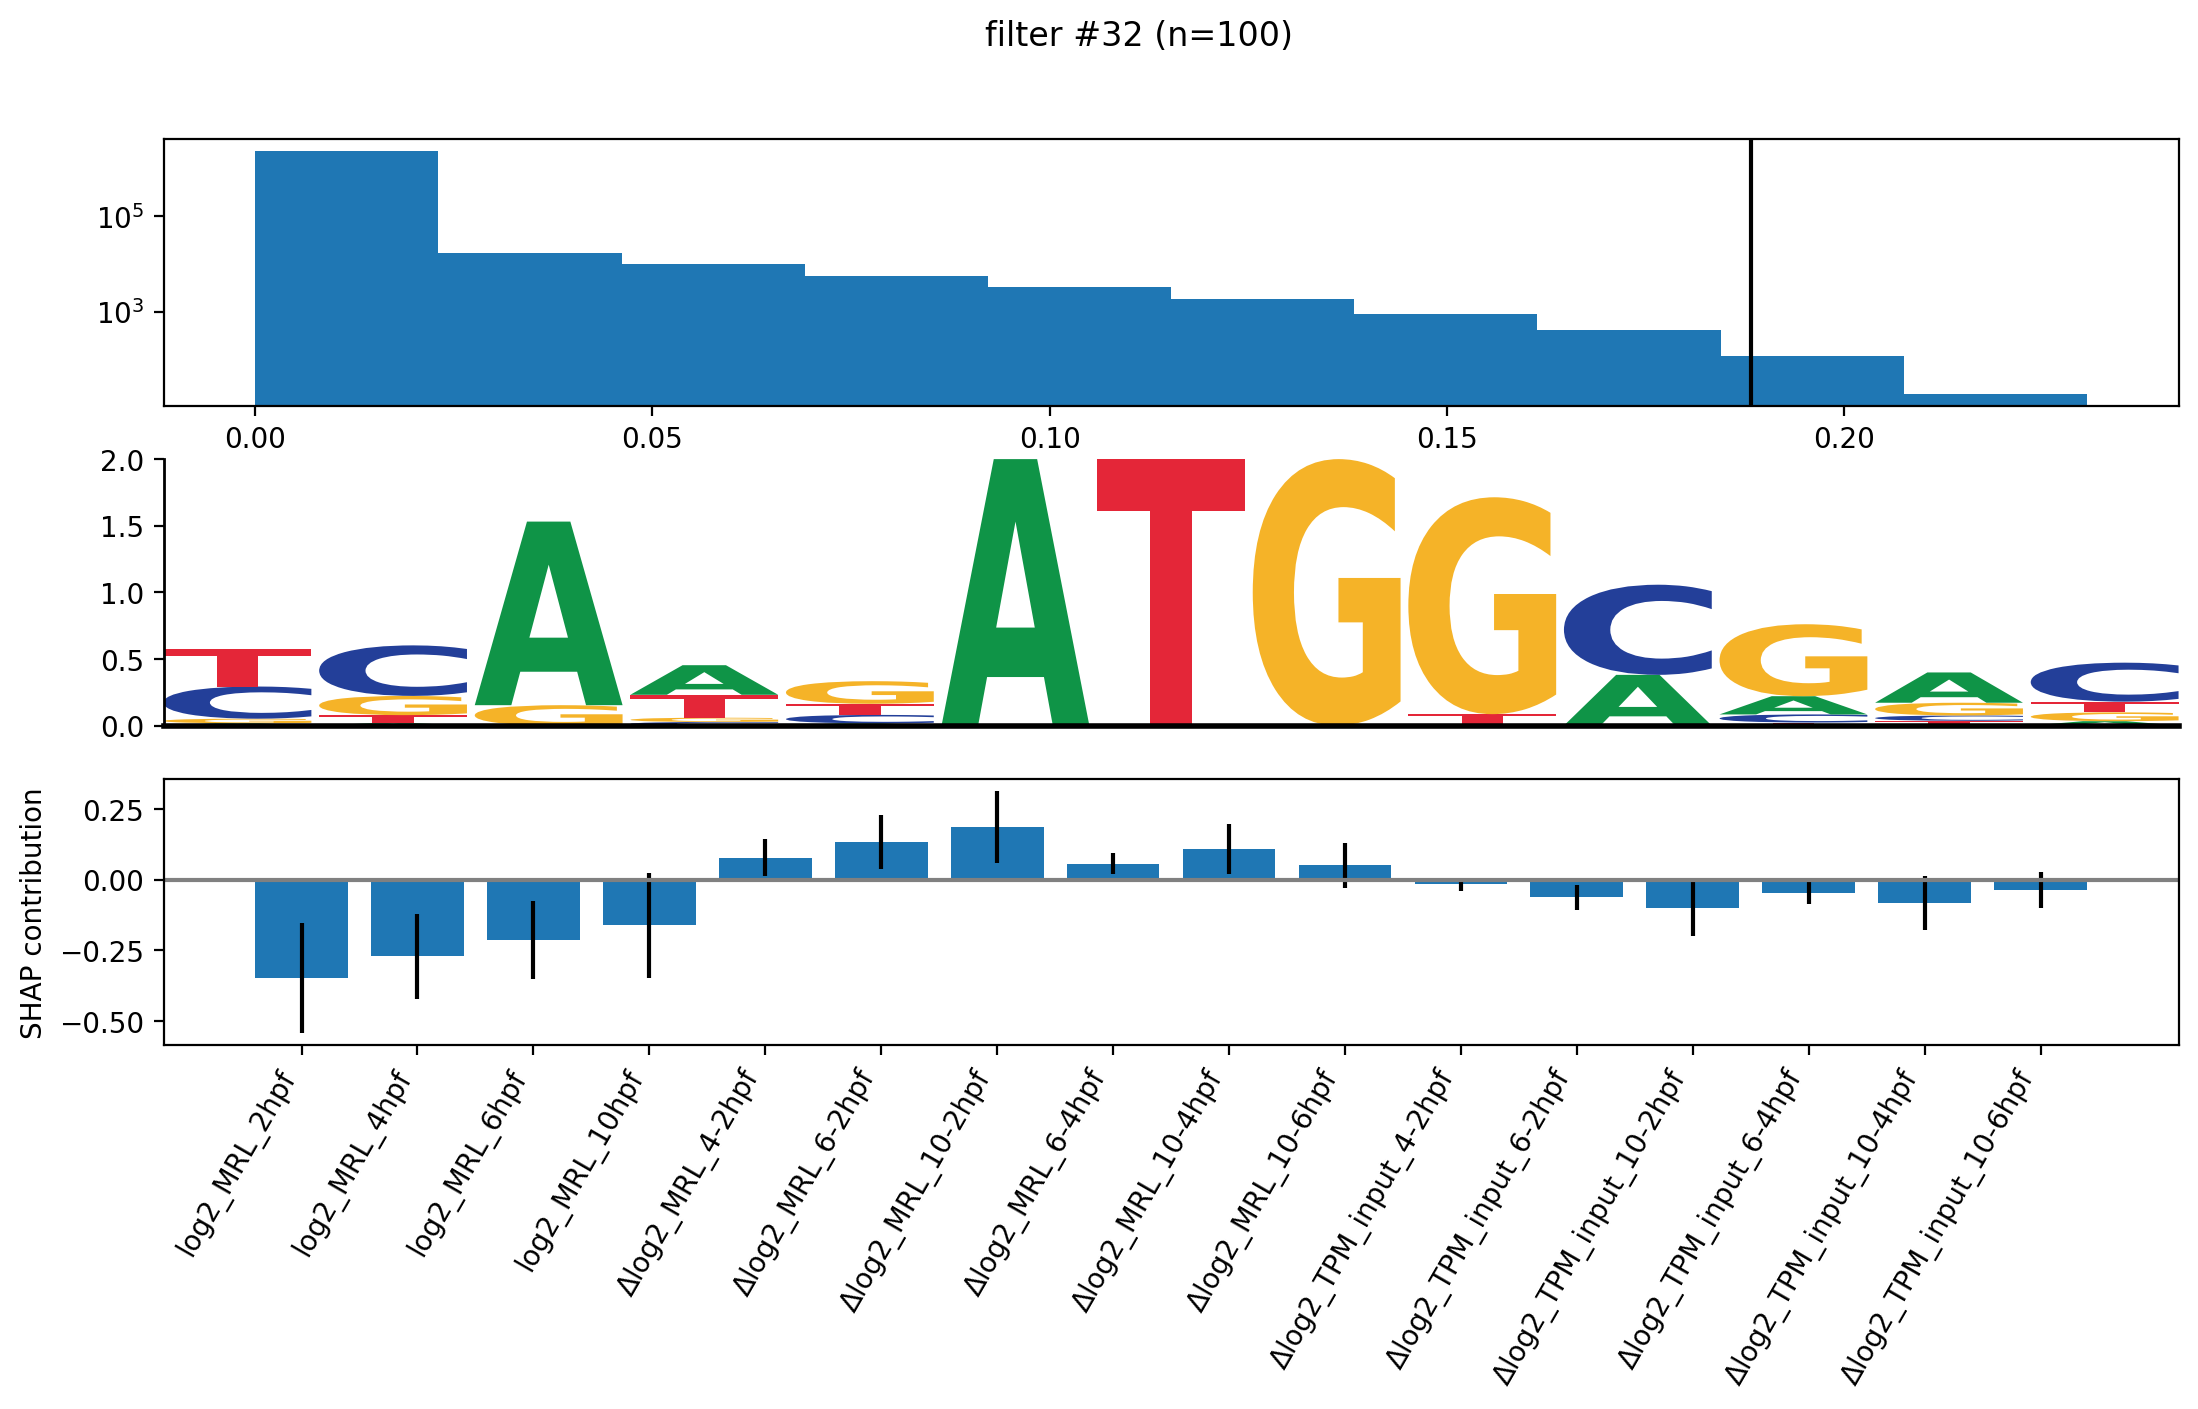 filter #32 (n=100)
10⁵
10³
0.00 0.05 0.10 0.15 0.20
2.0
1.5
1.0
0.5
0.0
T C A A G A T G G C G A C
C G G T T T A A G T
G T G C C C G
C T A
SHAP contribution
0.25
0.00
−0.25
−0.50
log2_MRL_2hpf
log2_MRL_4hpf
log2_MRL_6hpf
log2_MRL_10hpf
Δlog2_MRL_4-2hpf
Δlog2_MRL_6-2hpf
Δlog2_MRL_10-2hpf
Δlog2_MRL_6-4hpf
Δlog2_MRL_10-4hpf
Δlog2_MRL_10-6hpf
Δlog2_TPM_input_4-2hpf
Δlog2_TPM_input_6-2hpf
Δlog2_TPM_input_10-2hpf
Δlog2_TPM_input_6-4hpf
Δlog2_TPM_input_10-4hpf
Δlog2_TPM_input_10-6hpf